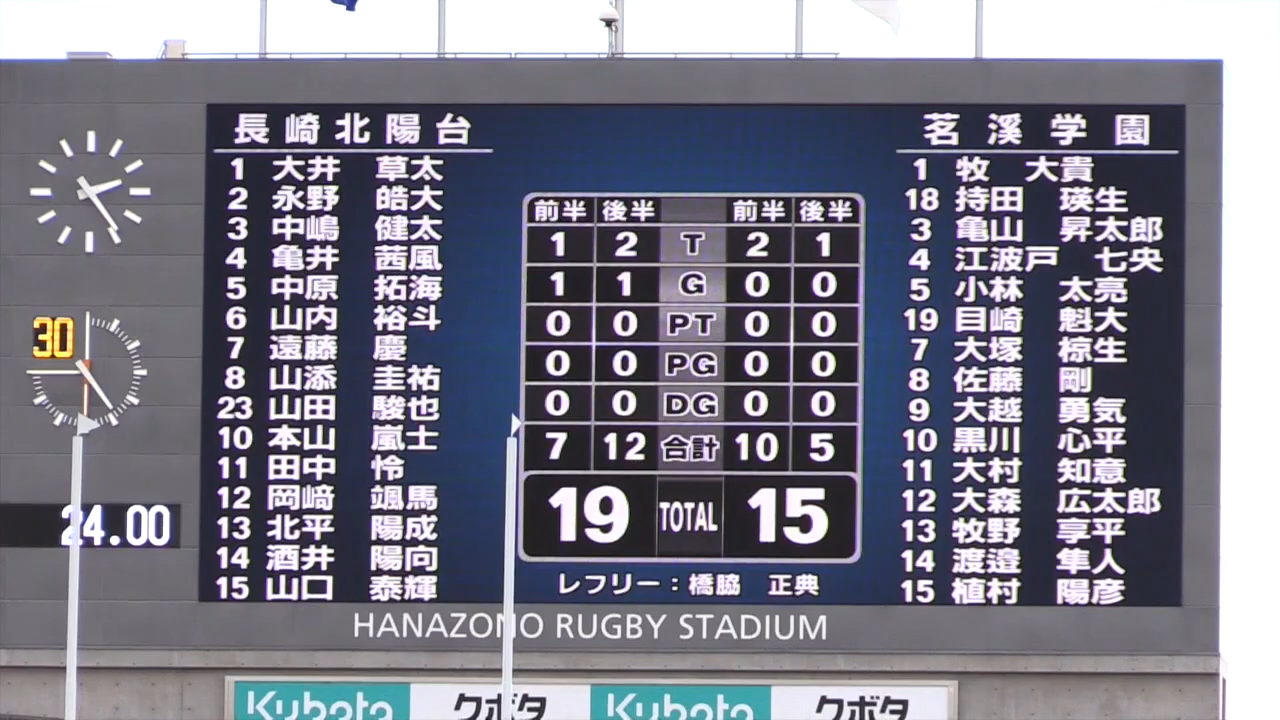 長崎北陽台
1 大井 草太
2 永野 皓大
3 中嶋 健太
4 亀井 茜風
5 中原 拓海
6 山内 裕斗
7 遠藤 慶
8 山添 圭祐
23 山田 駿也
10 本山 嵐士
11 田中 怜
12 岡﨑 颯馬
13 北平 陽成
14 酒井 陽向
15 山口 泰輝
前半 後半 前半 後半
1 2 T 2 1
1 1 G 0 0
0 0 PT 0 0
0 0 PG 0 0
0 0 DG 0 0
7 12 合計 10 5
19 TOTAL 15
レフリー：橋脇 正典
茗溪学園
1 牧 大貴
18 持田 瑛生
3 亀山 昇太郎
4 江波戸 七央
5 小林 太亮
19 目崎 魁大
7 大塚 椋生
8 佐藤 剛
9 大越 勇気
10 黒川 心平
11 大村 知意
12 大森 広太郎
13 牧野 享平
14 渡邉 隼人
15 植村 陽彦
30
24.00
HANAZONO RUGBY STADIUM
Kubota クボタ Kubota クボタ